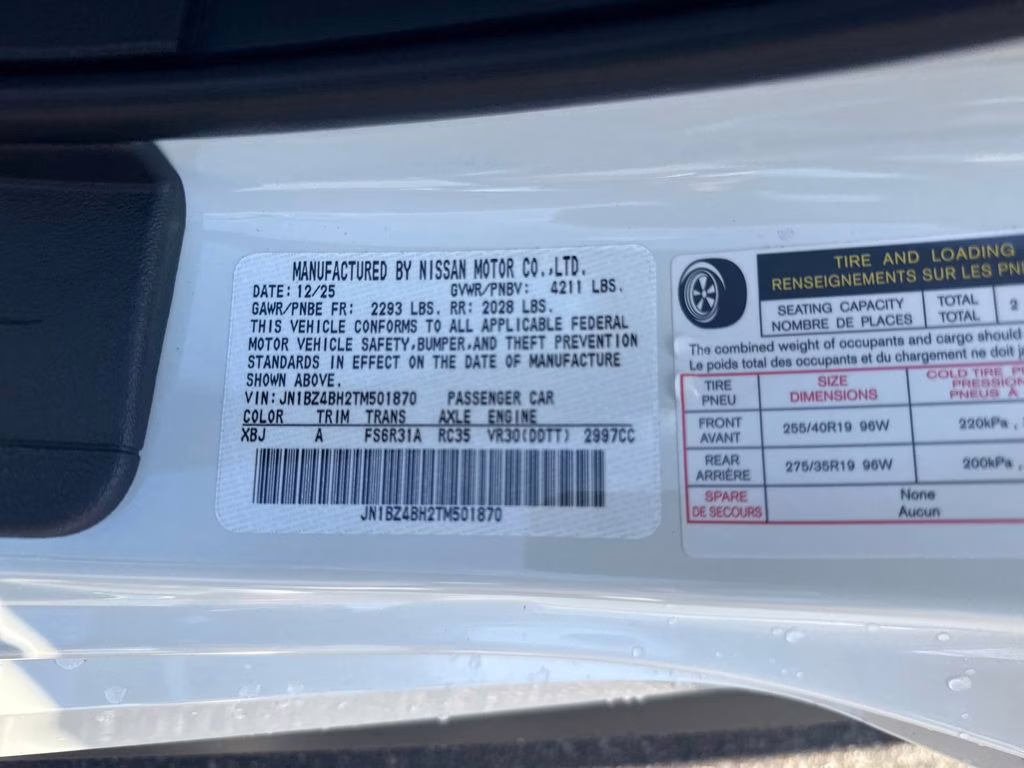 MANUFACTURED BY NISSAN MOTOR CO.,LTD.
DATE: 12/25 GVWR/PNBV: 4211 LBS.
GAWR/PNBE FR: 2293 LBS. RR: 2028 LBS.
THIS VEHICLE CONFORMS TO ALL APPLICABLE FEDERAL
MOTOR VEHICLE SAFETY,BUMPER,AND THEFT PREVENTION
STANDARDS IN EFFECT ON THE DATE OF MANUFACTURE
SHOWN ABOVE.
VIN: JN1BZ4BH2TM501870 PASSENGER CAR
COLOR TRIM TRANS AXLE ENGINE
XBJ A FS6R31A RC35 VR30(DDTT) 2997CC
JN1BZ4BH2TM501870
TIRE AND LOADING
RENSEIGNEMENTS SUR LES
SEATING CAPACITY TOTAL 2
NOMBRE DE PLACES TOTAL
The combined weight of occupants and cargo should
Le poids total des occupants et du chargement ne doit
TIRE SIZE COLD TIRE
PNEU DIMENSIONS PRESSION
PNEUS À
FRONT 255/40R19 96W 220kPa,
AVANT
REAR 275/35R19 96W 200kPa,
ARRIÈRE
SPARE None
DE SECOURS Aucun